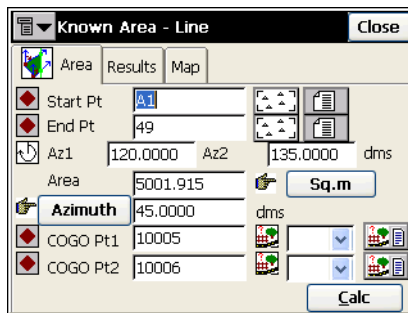 Known Area - Line Close
Area Results Map
Start Pt A1
End Pt 49
Az1 120.0000 Az2 135.0000 dms
Area 5001.915 Sq.m
Azimuth 45.0000 dms
COGO Pt1 10005
COGO Pt2 10006
Calc